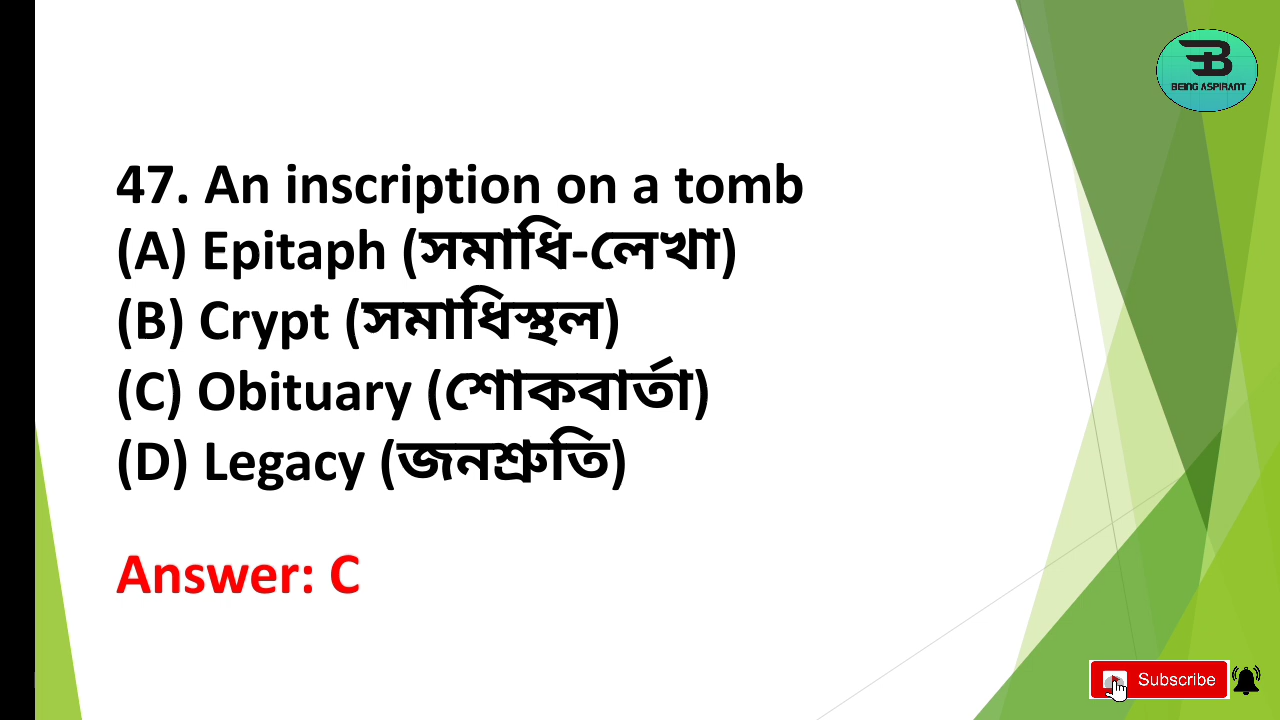 BEING ASPIRANT
47. An inscription on a tomb
(A) Epitaph (সমাধি-লেখা)
(B) Crypt (সমাধিস্থল)
(C) Obituary (শোকবার্তা)
(D) Legacy (জনশ্রুতি)
Answer: C
Subscribe